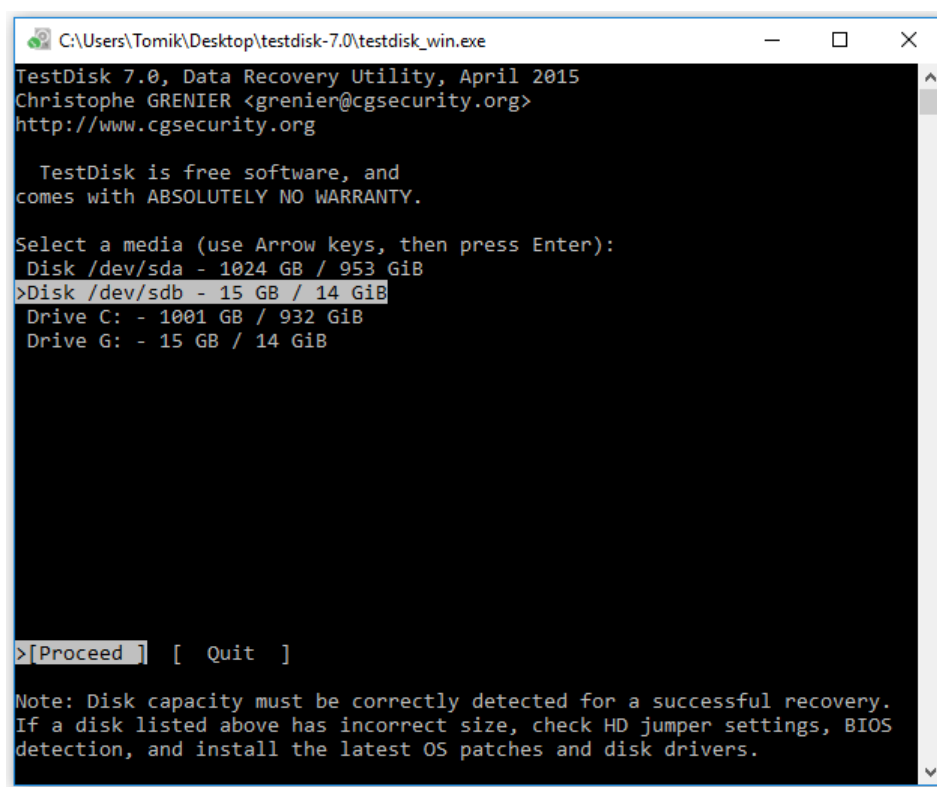 C:\Users\Tomik\Desktop\testdisk-7.0\testdisk_win.exe
TestDisk 7.0, Data Recovery Utility, April 2015
Christophe GRENIER <grenier@cgsecurity.org>
http://www.cgsecurity.org
TestDisk is free software, and
comes with ABSOLUTELY NO WARRANTY.
Select a media (use Arrow keys, then press Enter):
Disk /dev/sda - 1024 GB / 953 GiB
>Disk /dev/sdb - 15 GB / 14 GiB
Drive C: - 1001 GB / 932 GiB
Drive G: - 15 GB / 14 GiB
>[Proceed ]  [  Quit  ]
Note: Disk capacity must be correctly detected for a successful recovery.
If a disk listed above has incorrect size, check HD jumper settings, BIOS
detection, and install the latest OS patches and disk drivers.